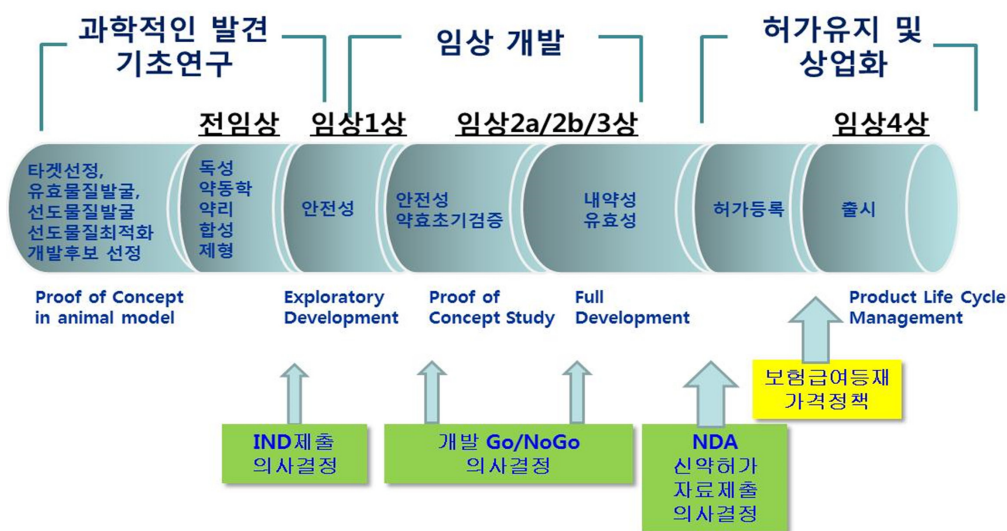 과학적인 발견
기초연구
임상 개발
허가유지 및
상업화
전임상
임상1상
임상2a/2b/3상
임상4상
타겟선정,
유효물질발굴,
선도물질발굴
선도물질최적화
개발후보 선정
독성
약동학
약리
합성
제형
안전성
안전성
약효초기검증
내약성
유효성
허가등록
출시
Proof of Concept
in animal model
Exploratory
Development
Proof of
Concept Study
Full
Development
Product Life Cycle
Management
IND제출
의사결정
개발 Go/NoGo
의사결정
NDA
신약허가
자료제출
의사결정
보험급여등재
가격정책